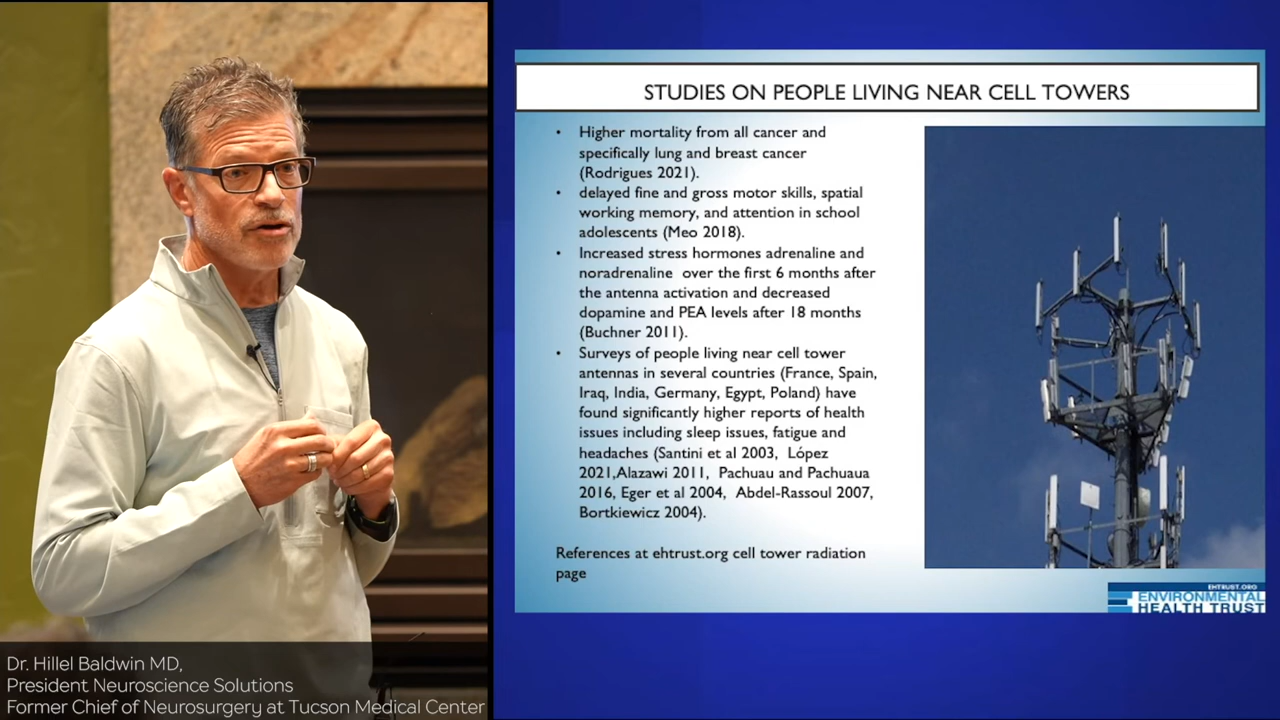 STUDIES ON PEOPLE LIVING NEAR CELL TOWERS
• Higher mortality from all cancer and
specifically lung and breast cancer
(Rodrigues 2021).
• delayed fine and gross motor skills, spatial
working memory, and attention in school
adolescents (Meo 2018).
• Increased stress hormones adrenaline and
noradrenaline over the first 6 months after
the antenna activation and decreased
dopamine and PEA levels after 18 months
(Buchner 2011).
• Surveys of people living near cell tower
antennas in several countries (France, Spain,
Iraq, India, Germany, Egypt, Poland) have
found significantly higher reports of health
issues including sleep issues, fatigue and
headaches (Santini et al 2003, López
2021,Alazawi 2011, Pachuau and Pachuaua
2016, Eger et al 2004, Abdel-Rassoul 2007,
Bortkiewicz 2004).
References at ehtrust.org cell tower radiation
page
EHTRUST.ORG
ENVIRONMENTAL
HEALTH TRUST
Dr. Hillel Baldwin MD,
President Neuroscience Solutions
Former Chief of Neurosurgery at Tucson Medical Center